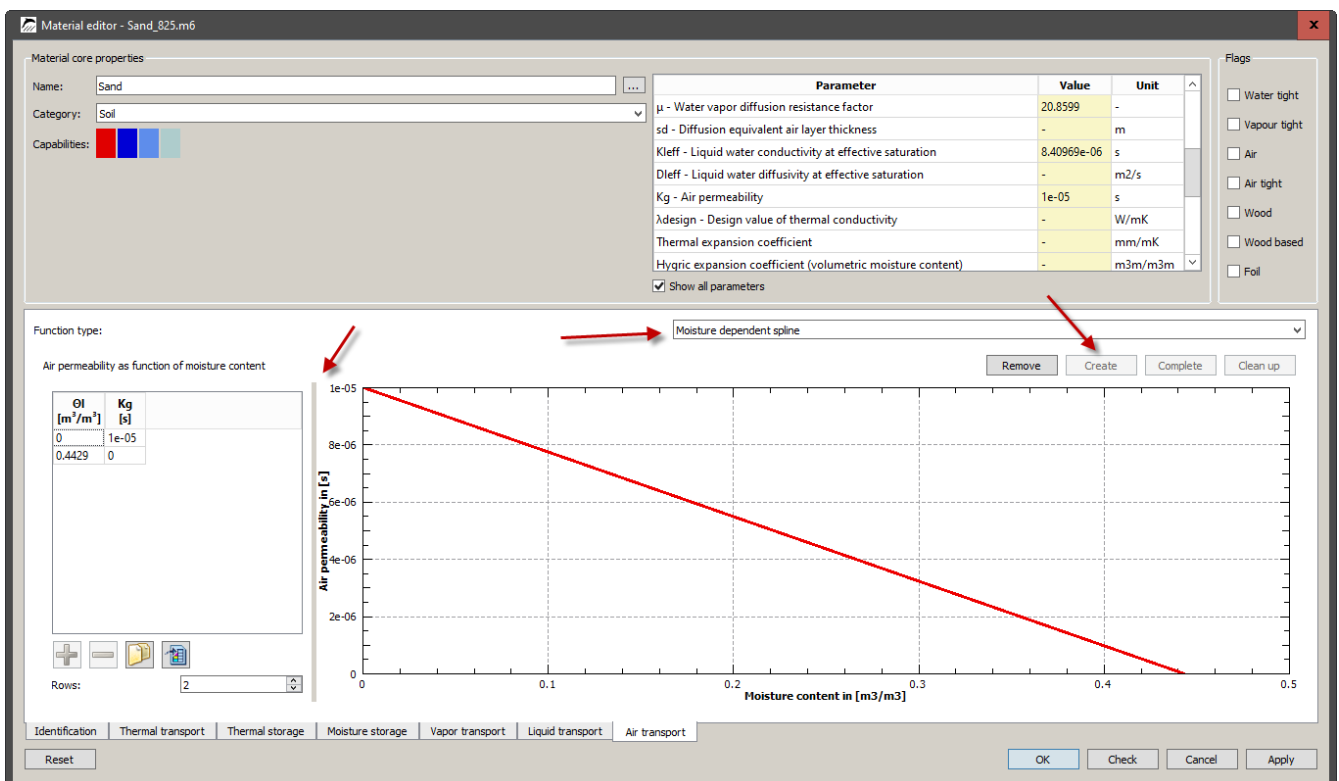 Material editor - Sand_825.m6
x
Material core properties
Name:
Sand
...
Category:
Soil
Capabilities:
Parameter Value Unit
μ - Water vapor diffusion resistance factor 20.8599 -
sd - Diffusion equivalent air layer thickness - m
Kleff - Liquid water conductivity at effective saturation 8.40969e-06 s
Dleff - Liquid water diffusivity at effective saturation - m2/s
Kg - Air permeability 1e-05 s
λdesign - Design value of thermal conductivity - W/mK
Thermal expansion coefficient - mm/mK
Hygric expansion coefficient (volumetric moisture content) - m3m/m3m
Show all parameters
Flags
Water tight
Vapour tight
Air
Air tight
Wood
Wood based
Foil
Function type:
Moisture dependent spline
Air permeability as function of moisture content
Remove Create Complete Clean up
Θl Kg
[m³/m³] [s]
0 1e-05
0.4429 0
Rows:
2
Air permeability in [s]
1e-05
8e-06
6e-06
4e-06
2e-06
0
0 0.1 0.2 0.3 0.4 0.5
Moisture content in [m3/m3]
Identification Thermal transport Thermal storage Moisture storage Vapor transport Liquid transport Air transport
Reset OK Check Cancel Apply